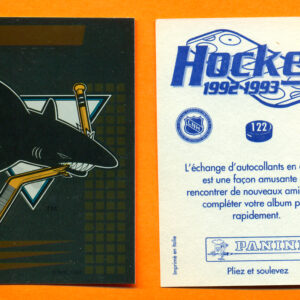 TM
Hocke
1992-1993
122
L'échange d'autocollants en
est une façon amusante
rencontrer de nouveaux ami
compléter votre album p
rapidement.
PANINI
Pliez et soulevez
Imprimé en Italie